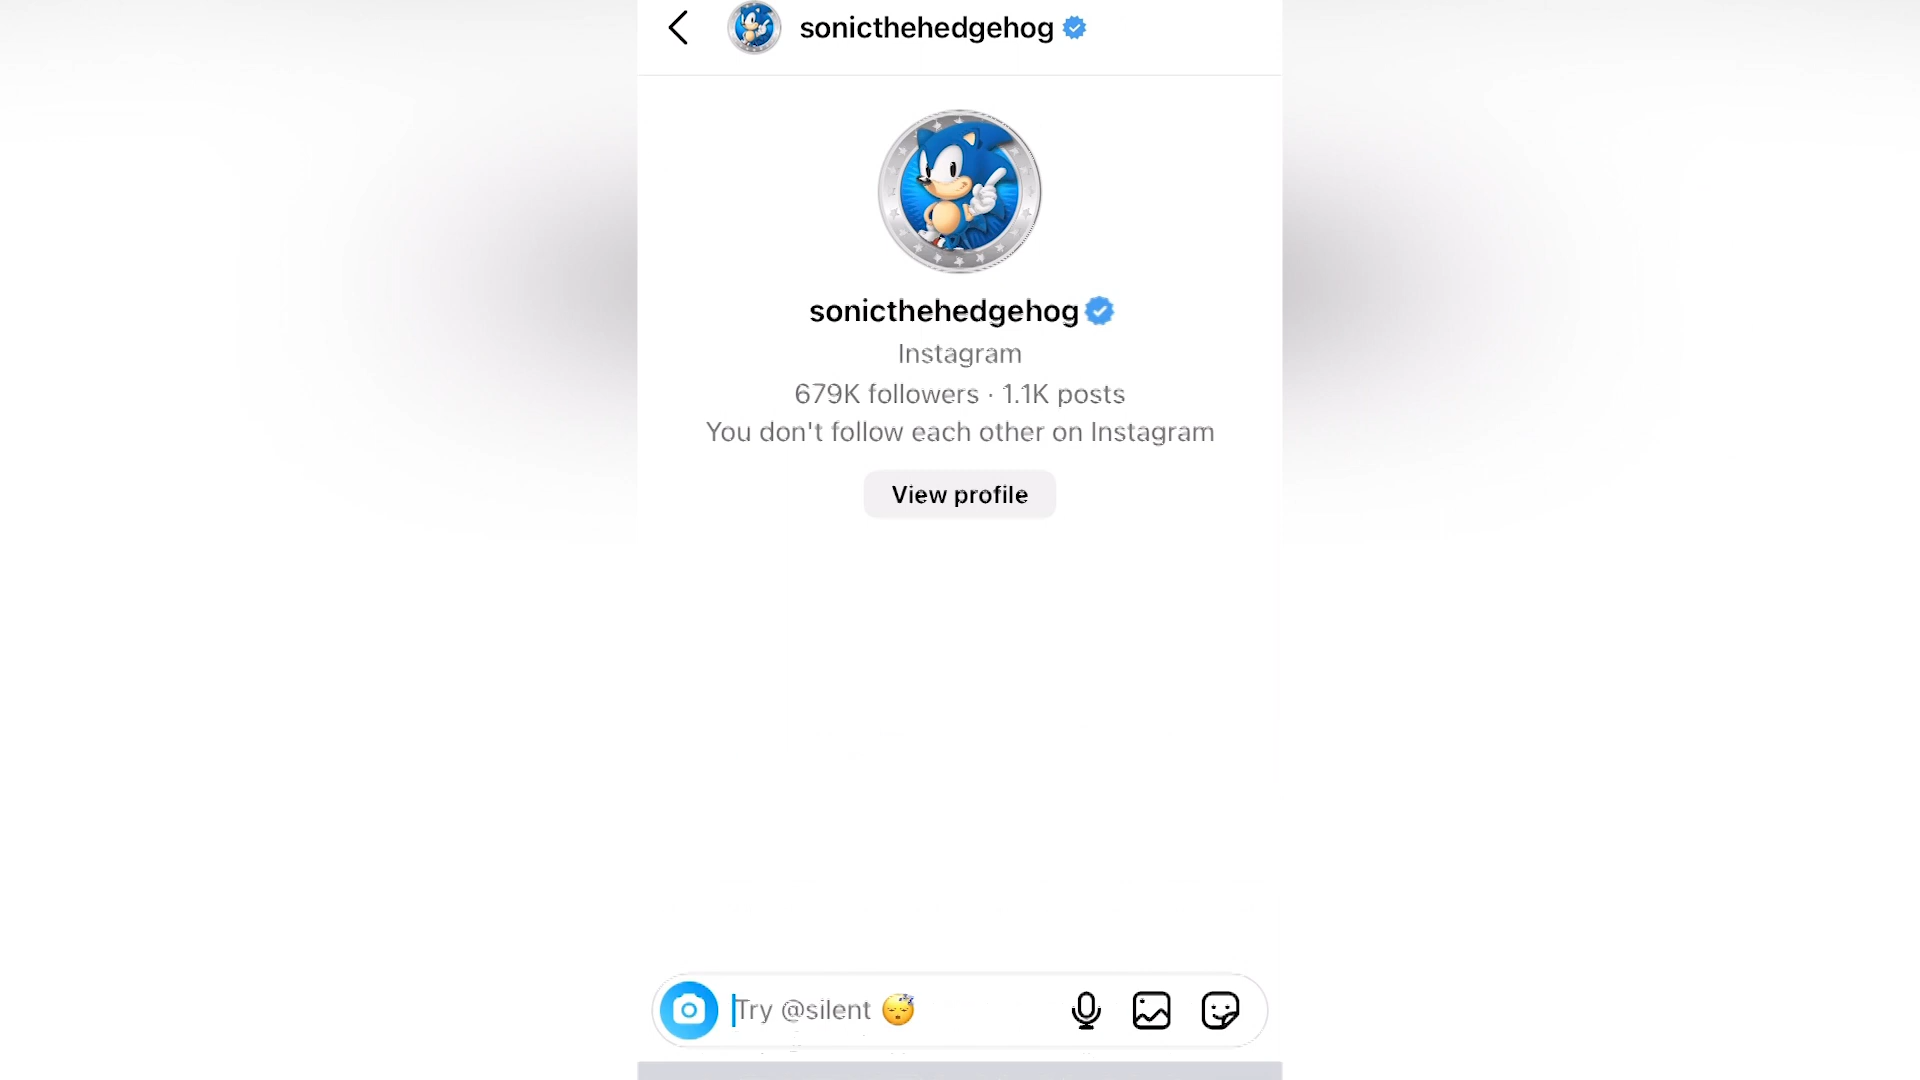 sonicthehedgehog
sonicthehedgehog
Instagram
679K followers · 1.1K posts
You don't follow each other on Instagram
View profile
Try @silent 😴